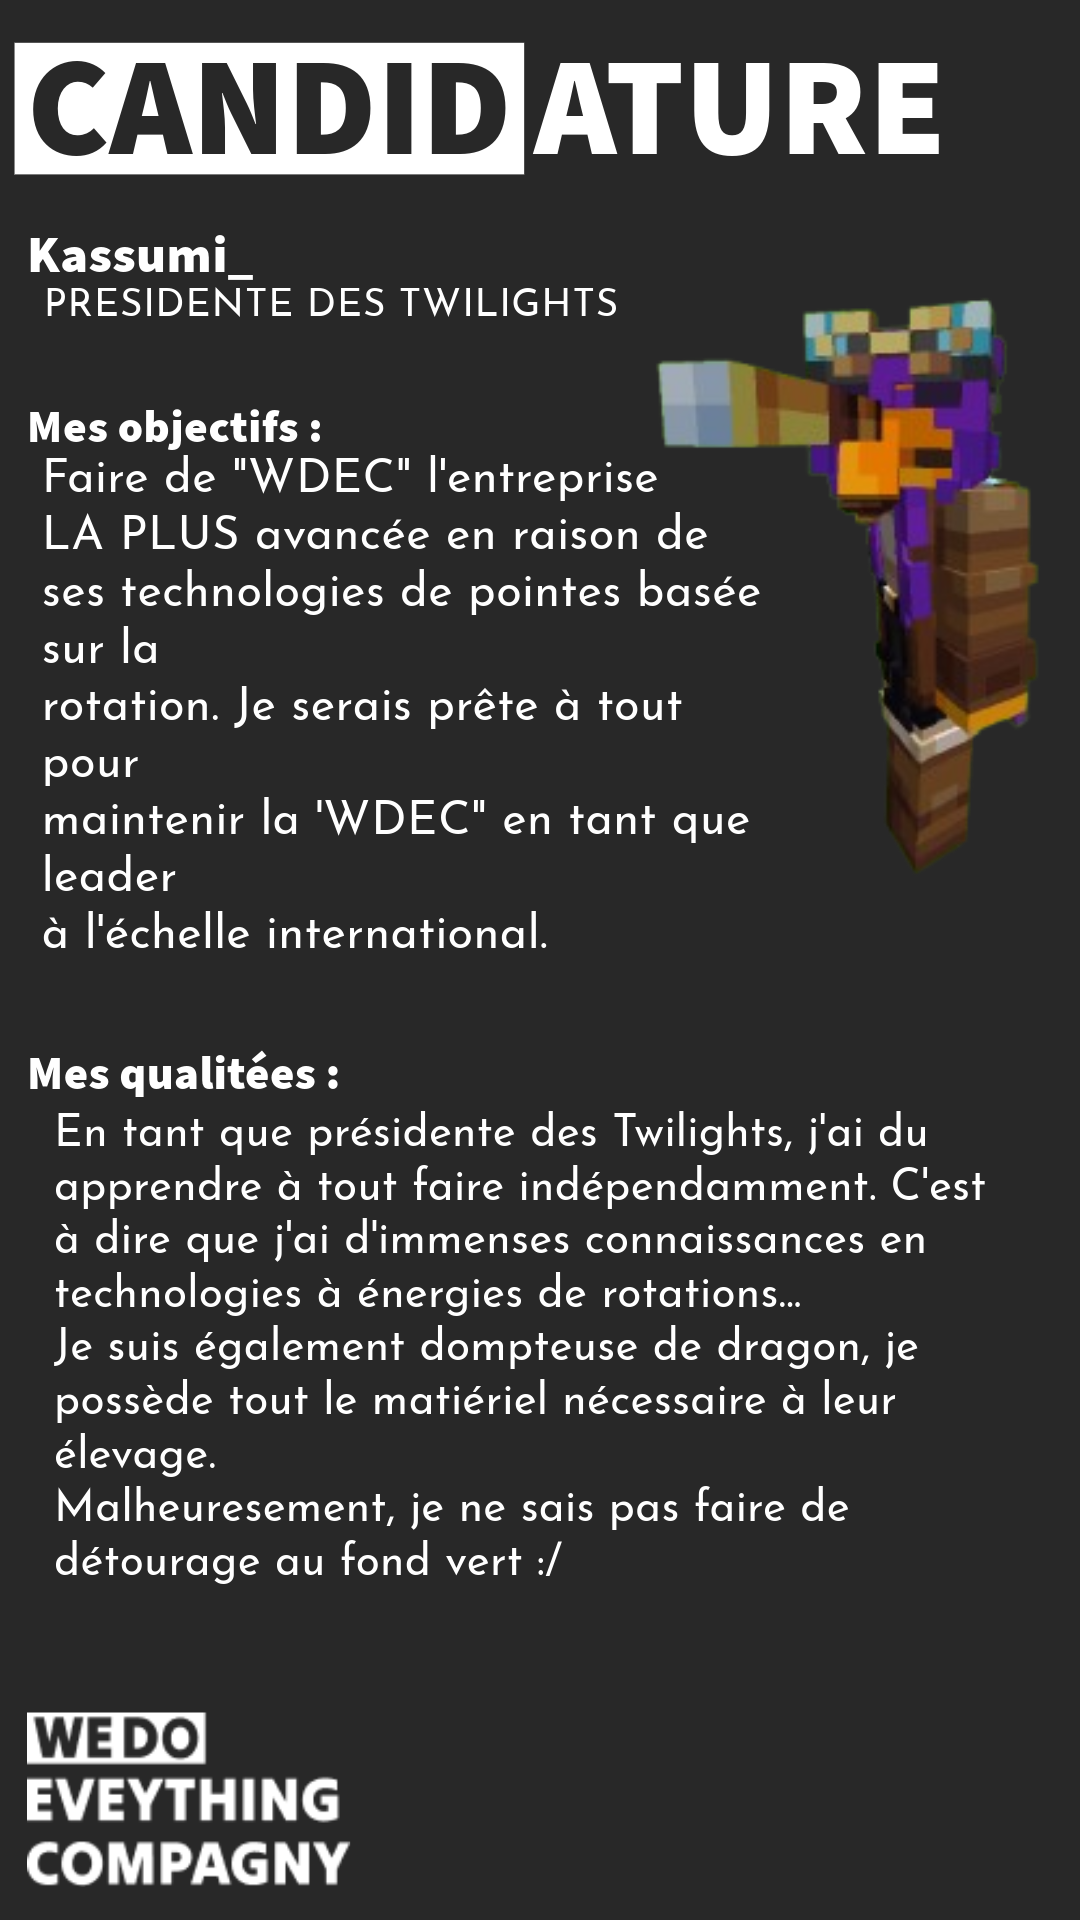 CANDIDATURE
Kassumi_
PRESIDENTE DES TWILIGHTS
Mes objectifs :
Faire de "WDEC" l'entreprise
LA PLUS avancée en raison de
ses technologies de pointes basée
sur la
rotation. Je serais prête à tout
pour
maintenir la 'WDEC" en tant que
leader
à l'échelle international.
Mes qualitées :
En tant que présidente des Twilights, j'ai du
apprendre à tout faire indépendamment. C'est
à dire que j'ai d'immenses connaissances en
technologies à énergies de rotations...
Je suis également dompteuse de dragon, je
possède tout le matiériel nécessaire à leur
élevage.
Malheuresement, je ne sais pas faire de
détourage au fond vert :/
WE DO
EVEYTHING
COMPAGNY